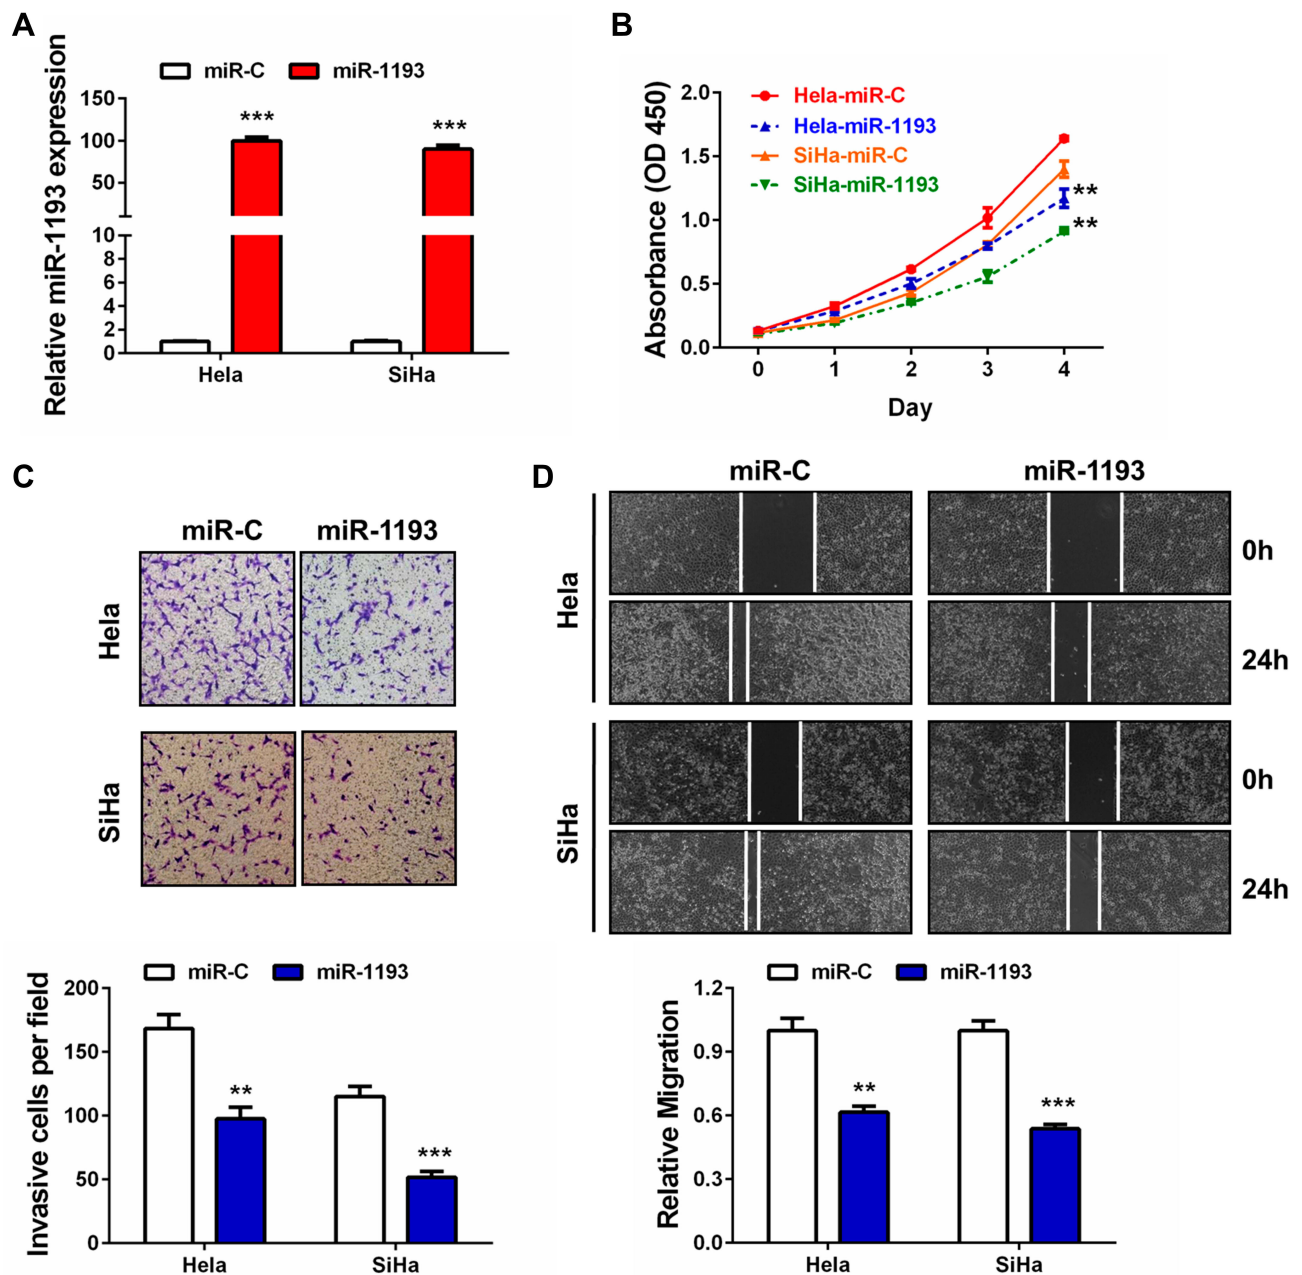 A
miR-C miR-1193
Relative miR-1193 expression
150
100
50
10
8
6
4
2
0
***
***
Hela SiHa
B
Absorbance (OD 450)
2.0
1.5
1.0
0.5
0.0
Hela-miR-C
Hela-miR-1193
SiHa-miR-C
SiHa-miR-1193
**
**
0 1 2 3 4
Day
C
miR-C miR-1193
Hela
SiHa
miR-C miR-1193
Invasive cells per field
200
150
100
50
0
**
***
Hela SiHa
D
miR-C miR-1193
Hela
0h
24h
SiHa
0h
24h
miR-C miR-1193
Relative Migration
1.2
0.9
0.6
0.3
0.0
**
***
Hela SiHa